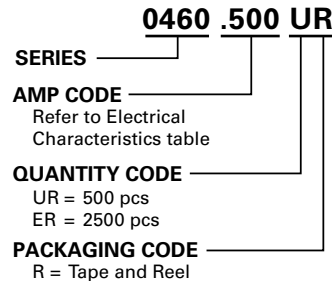 0460 .500 UR
SERIES
AMP CODE
Refer to Electrical
Characteristics table
QUANTITY CODE
UR = 500 pcs
ER = 2500 pcs
PACKAGING CODE
R = Tape and Reel